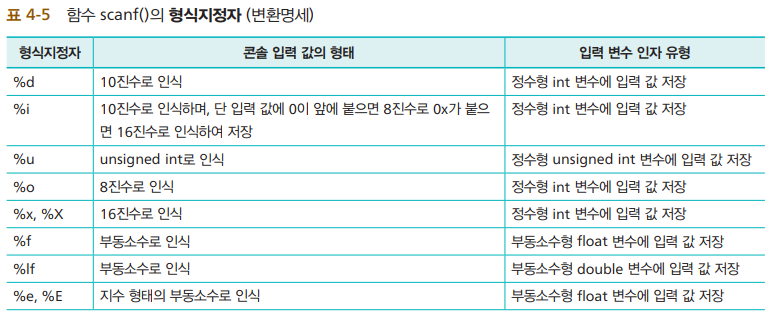 표 4-5 함수 scanf()의 형식지정자 (변환명세)
형식지정자 콘솔 입력 값의 형태 입력 변수 인자 유형
%d 10진수로 인식 정수형 int 변수에 입력 값 저장
%i 10진수로 인식하며, 단 입력 값에 0이 앞에 붙으면 8진수로 0x가 붙으 정수형 int 변수에 입력 값 저장
면 16진수로 인식하여 저장
%u unsigned int로 인식 정수형 unsigned int 변수에 입력 값 저장
%o 8진수로 인식 정수형 int 변수에 입력 값 저장
%x, %X 16진수로 인식 정수형 int 변수에 입력 값 저장
%f 부동소수로 인식 부동소수형 float 변수에 입력 값 저장
%lf 부동소수로 인식 부동소수형 double 변수에 입력 값 저장
%e, %E 지수 형태의 부동소수로 인식 부동소수형 float 변수에 입력 값 저장